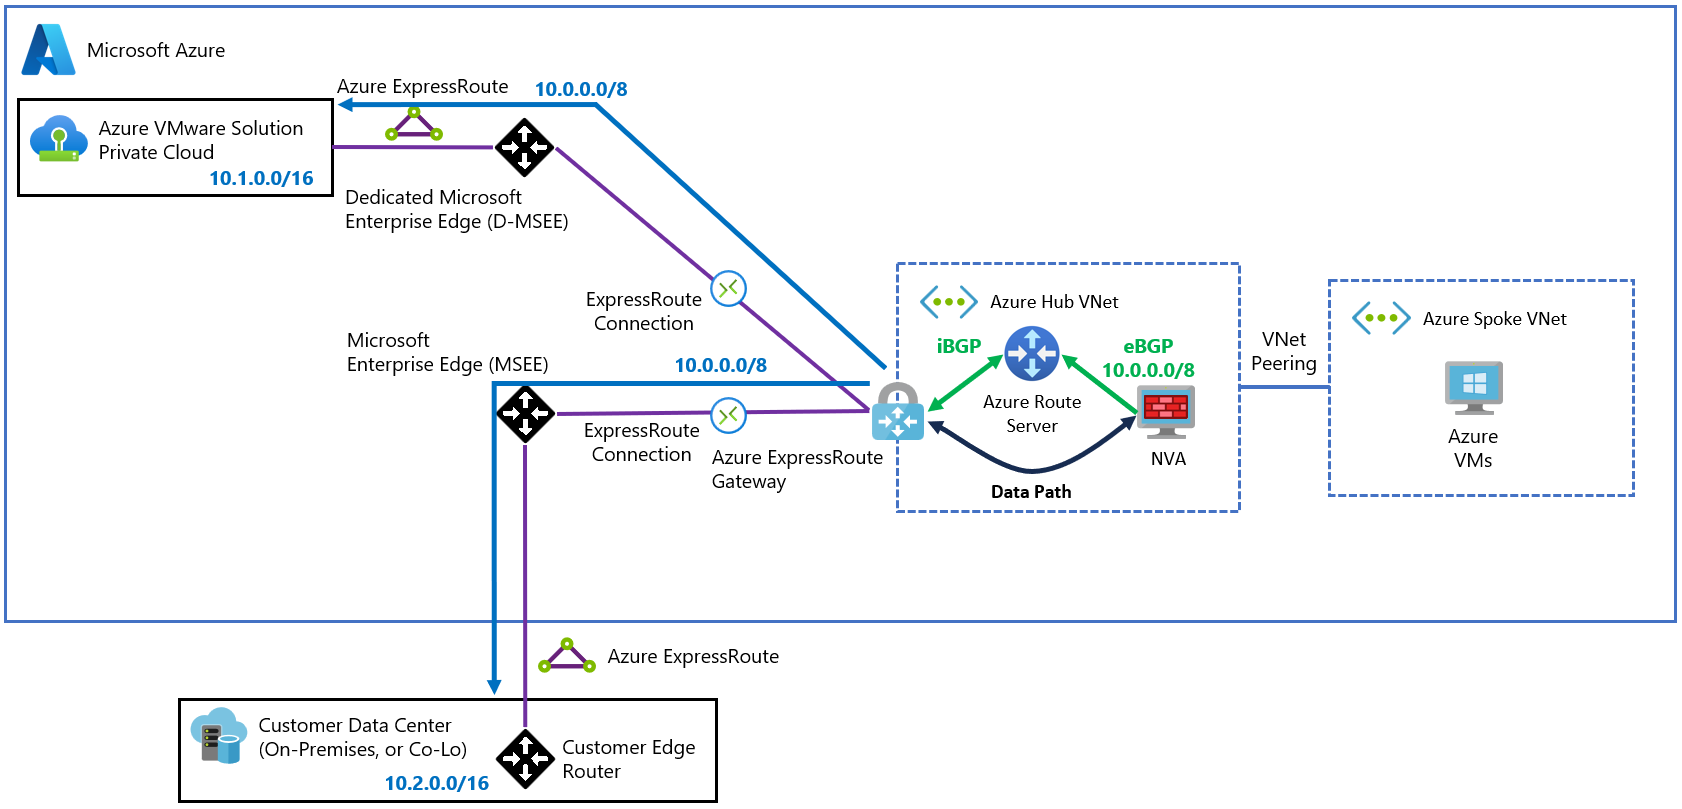 Microsoft Azure
Azure ExpressRoute
10.0.0.0/8
Azure VMware Solution
Private Cloud
10.1.0.0/16
Dedicated Microsoft
Enterprise Edge (D-MSEE)
ExpressRoute
Connection
Microsoft
Enterprise Edge (MSEE)
10.0.0.0/8
ExpressRoute
Connection
Azure ExpressRoute
Gateway
Azure Hub VNet
iBGP
eBGP
10.0.0.0/8
Azure Route
Server
NVA
Data Path
VNet
Peering
Azure Spoke VNet
Azure
VMs
Azure ExpressRoute
Customer Data Center
(On-Premises, or Co-Lo)
10.2.0.0/16
Customer Edge
Router